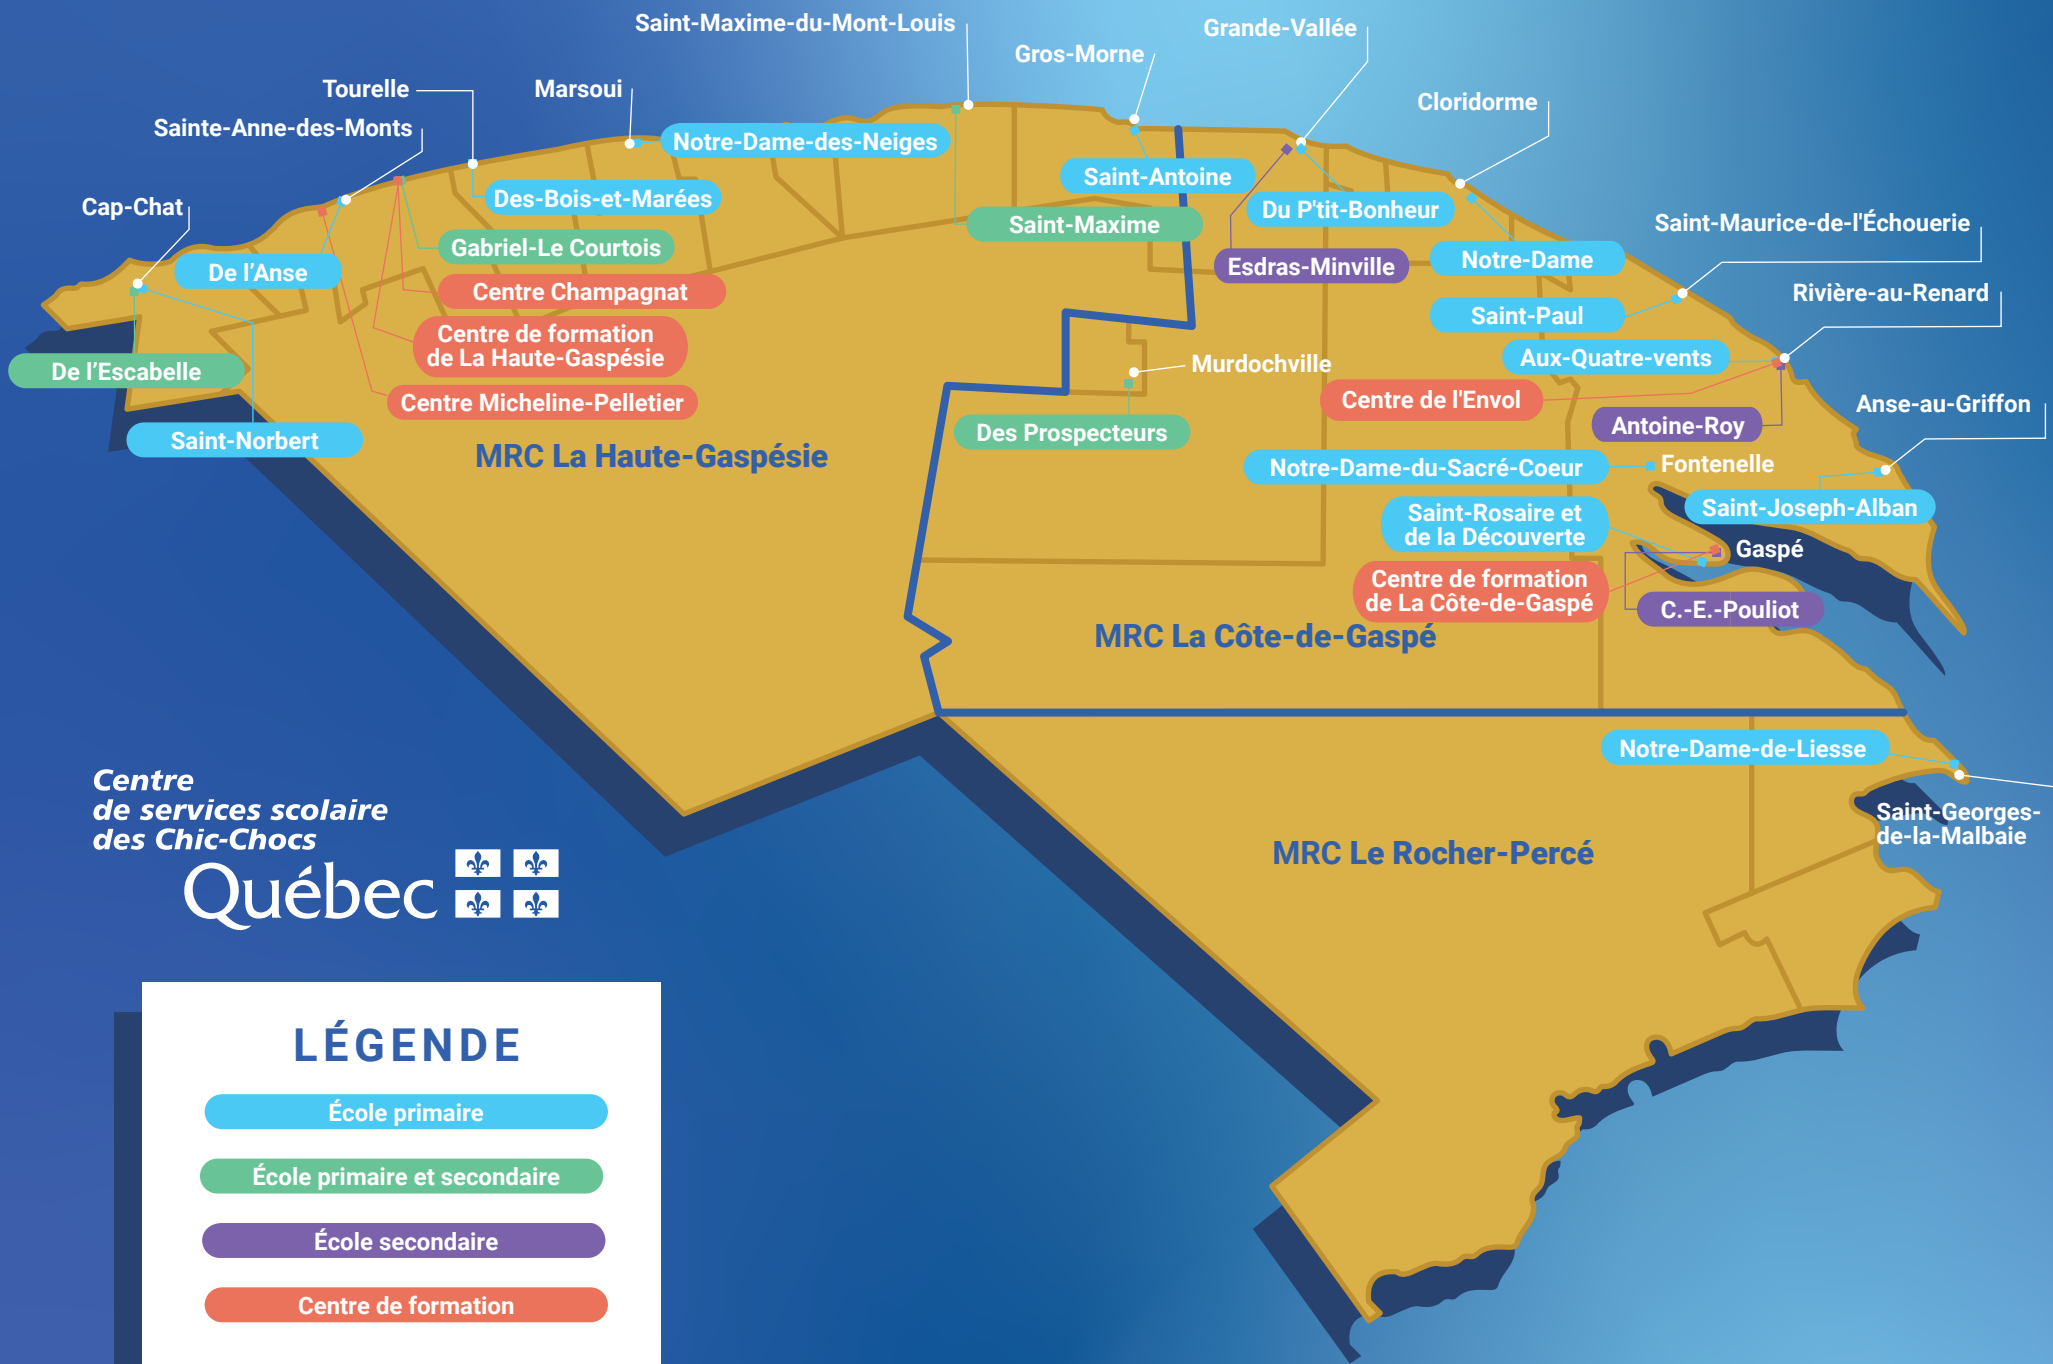 Saint-Maxime-du-Mont-Louis
Grande-Vallée
Gros-Morne
Tourelle
Marsoui
Cloridorme
Sainte-Anne-des-Monts
Notre-Dame-des-Neiges
Saint-Antoine
Cap-Chat
Des-Bois-et-Marées
Du P'tit-Bonheur
Saint-Maxime
Saint-Maurice-de-l'Échouerie
Gabriel-Le Courtois
De l’Anse
Esdras-Minville
Notre-Dame
Centre Champagnat
Rivière-au-Renard
Saint-Paul
Centre de formation
de La Haute-Gaspésie
Aux-Quatre-vents
Murdochville
De l’Escabelle
Centre Micheline-Pelletier
Centre de l'Envol
Anse-au-Griffon
Antoine-Roy
Saint-Norbert
Des Prospecteurs
MRC La Haute-Gaspésie
Notre-Dame-du-Sacré-Coeur
Fontenelle
Saint-Joseph-Alban
Saint-Rosaire et
de la Découverte
Gaspé
Centre de formation
de La Côte-de-Gaspé
C.-E.-Pouliot
MRC La Côte-de-Gaspé
Notre-Dame-de-Liesse
Saint-Georges-
de-la-Malbaie
MRC Le Rocher-Percé
Centre
de services scolaire
des Chic-Chocs
Québec
LÉGENDE
École primaire
École primaire et secondaire
École secondaire
Centre de formation